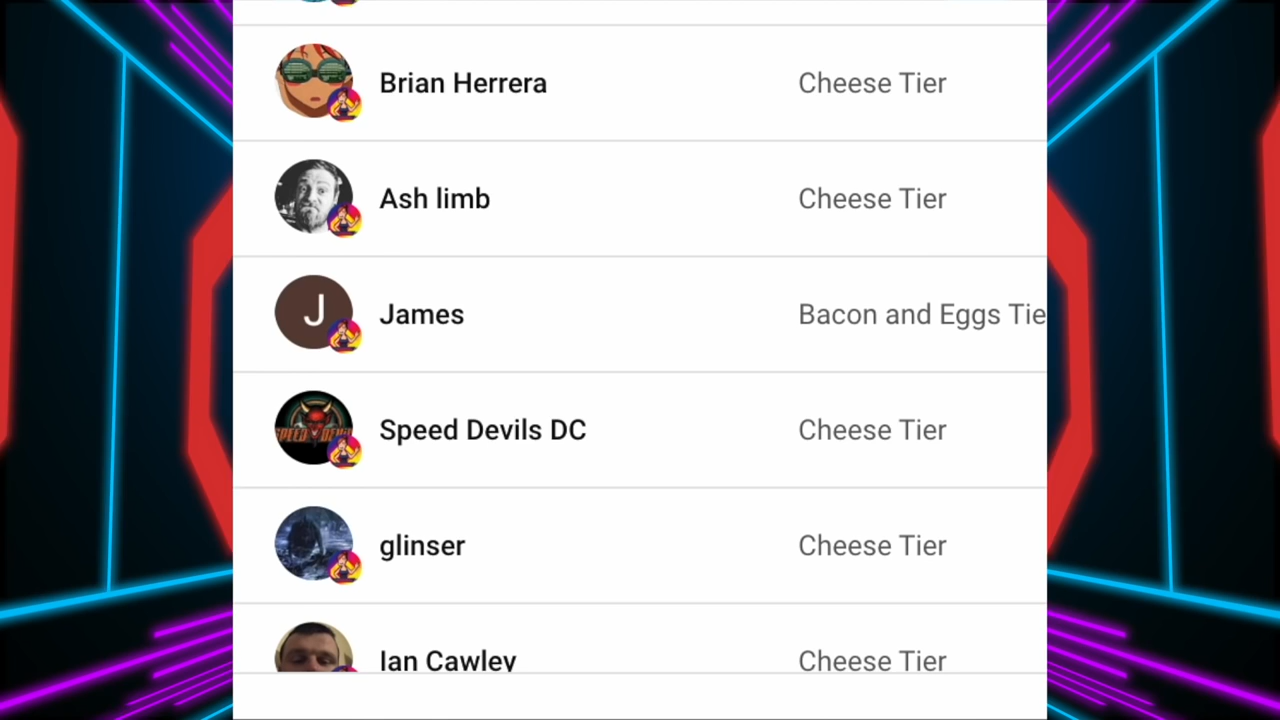 Brian Herrera Cheese Tier
Ash limb Cheese Tier
J James Bacon and Eggs Tie
Speed Devils DC Cheese Tier
glinser Cheese Tier
Ian Cawley Cheese Tier